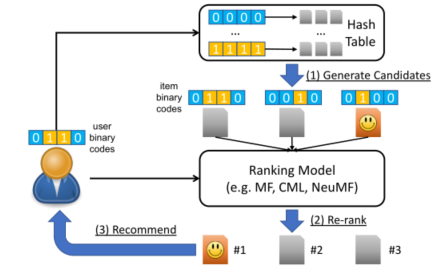 0 0 0 0
...
...
1 1 1 1
Hash
Table
(1) Generate Candidates
item
binary
codes
0 1 1 0
0 0 1 0
0 1 0 0
0 1 1 0
user
binary
codes
Ranking Model
(e.g. MF, CML, NeuMF)
(2) Re-rank
(3) Recommend
#1
#2
#3